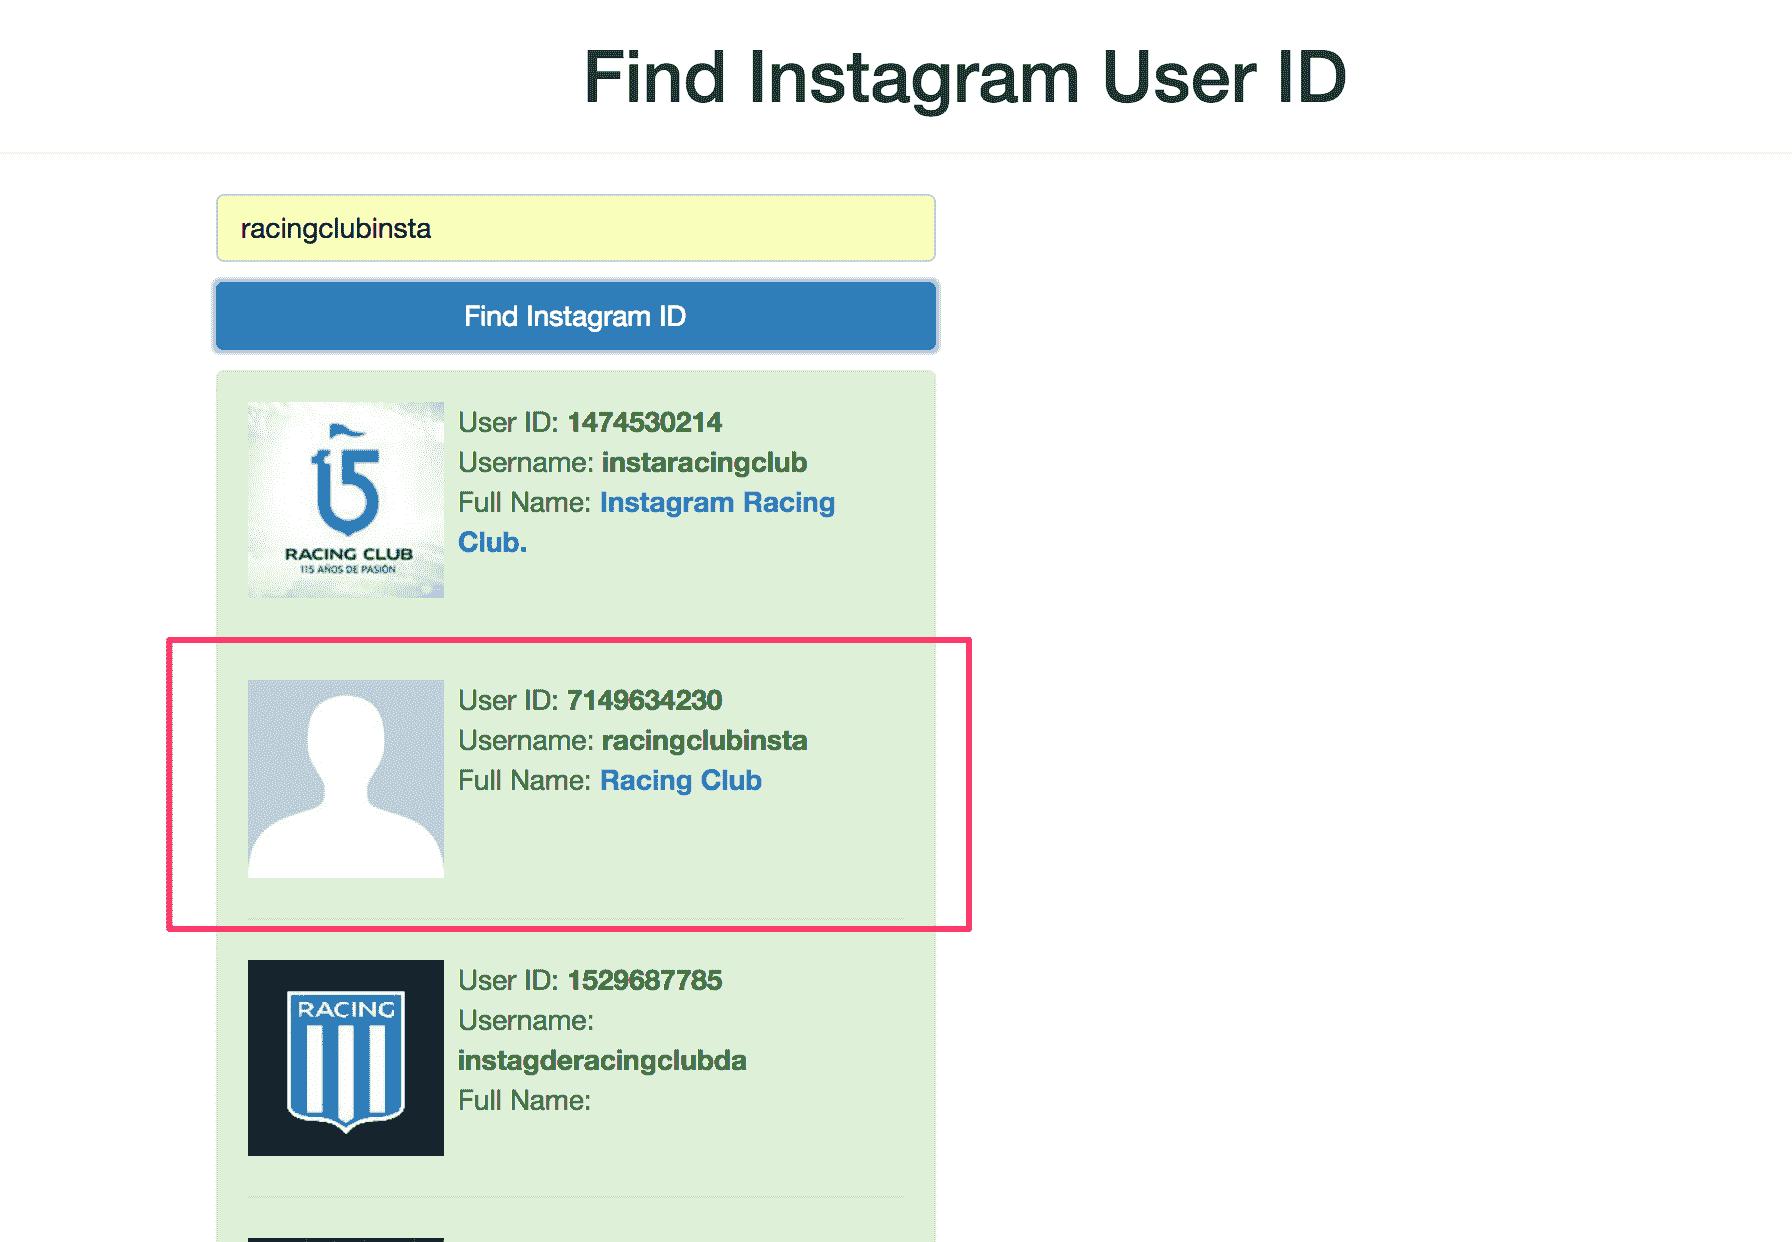 Find Instagram User ID
racingclubinsta
Find Instagram ID
15
RACING CLUB
115 AÑOS DE PASIÓN
User ID: 1474530214
Username: instaracingclub
Full Name: Instagram Racing
Club.
User ID: 7149634230
Username: racingclubinsta
Full Name: Racing Club
RACING
User ID: 1529687785
Username:
instagderacingclubda
Full Name: